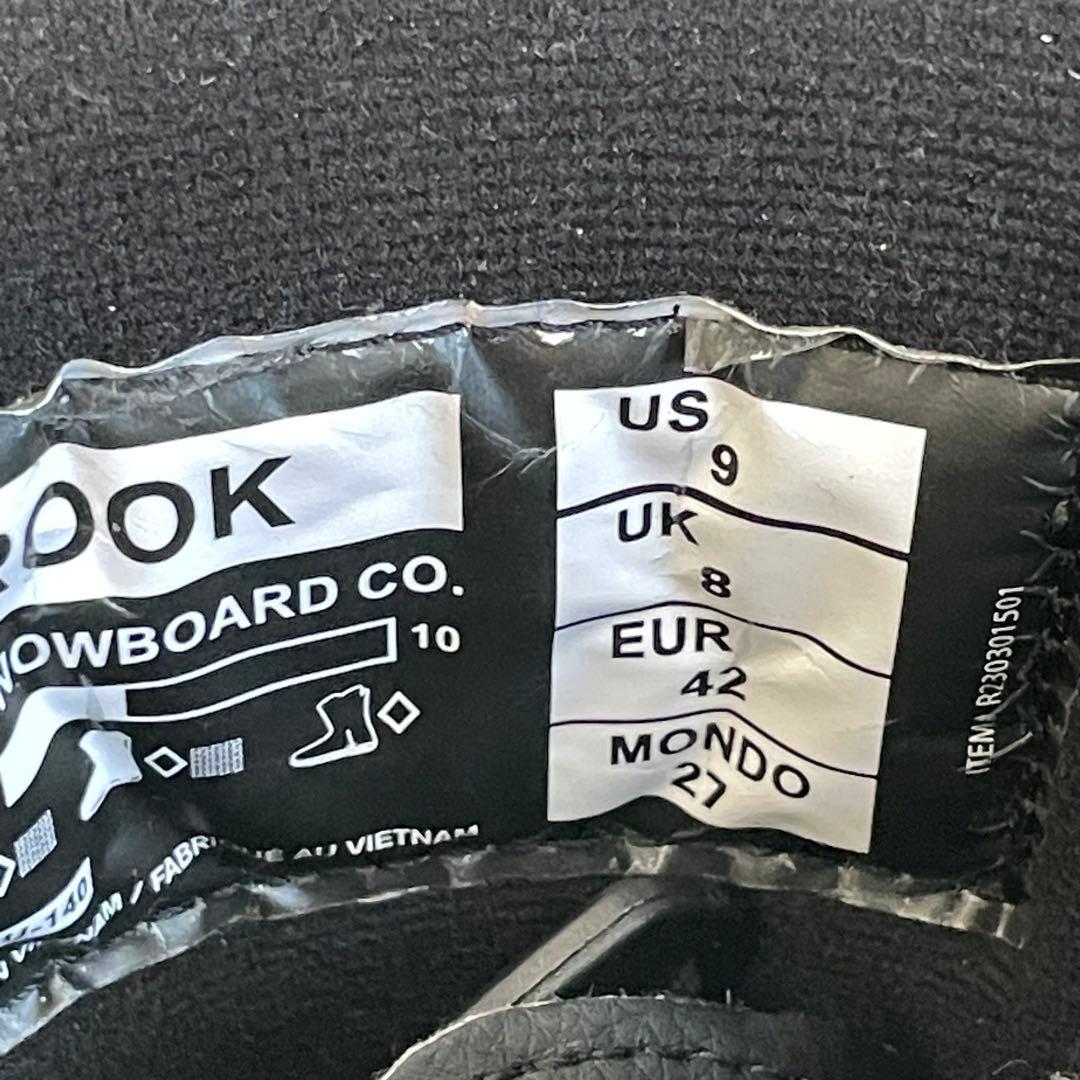 ROOK
NOWBOARD CO.
10
AU VIETNAM
US
9
UK
8
EUR
42
MONDO
27
ITEM R230301501